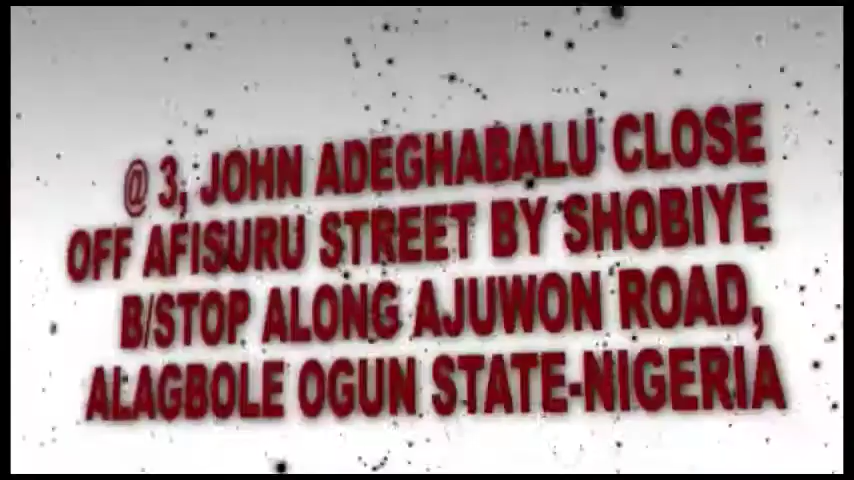 @ 3, JOHN ADEGHABALU CLOSE
OFF AFISURU STREET BY SHOBIYE
B/STOP ALONG AJUWON ROAD,
ALAGBOLE OGUN STATE-NIGERIA